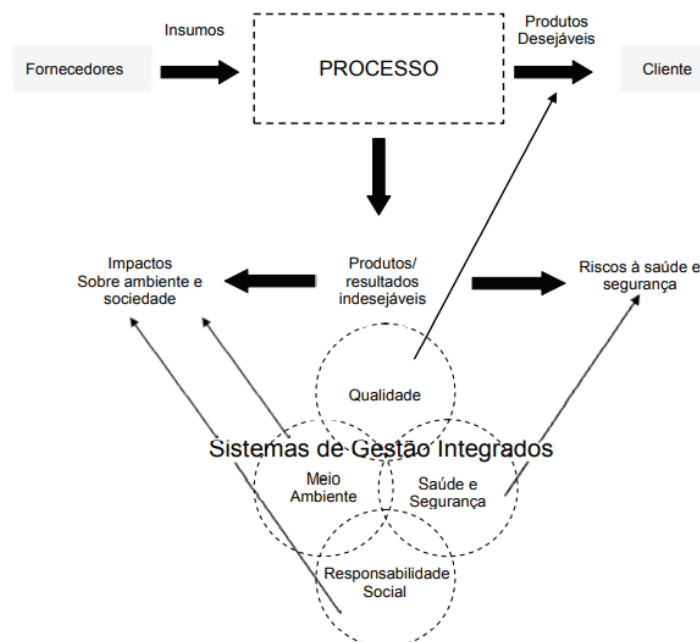 Insumos
Produtos
Desejáveis
Fornecedores
PROCESSO
Cliente
Impactos
Sobre ambiente e
sociedade
Produtos/
resultados
indesejáveis
Riscos à saúde e
segurança
Qualidade
Sistemas de Gestão Integrados
Meio
Ambiente
Saúde e
Segurança
Responsabilidade
Social